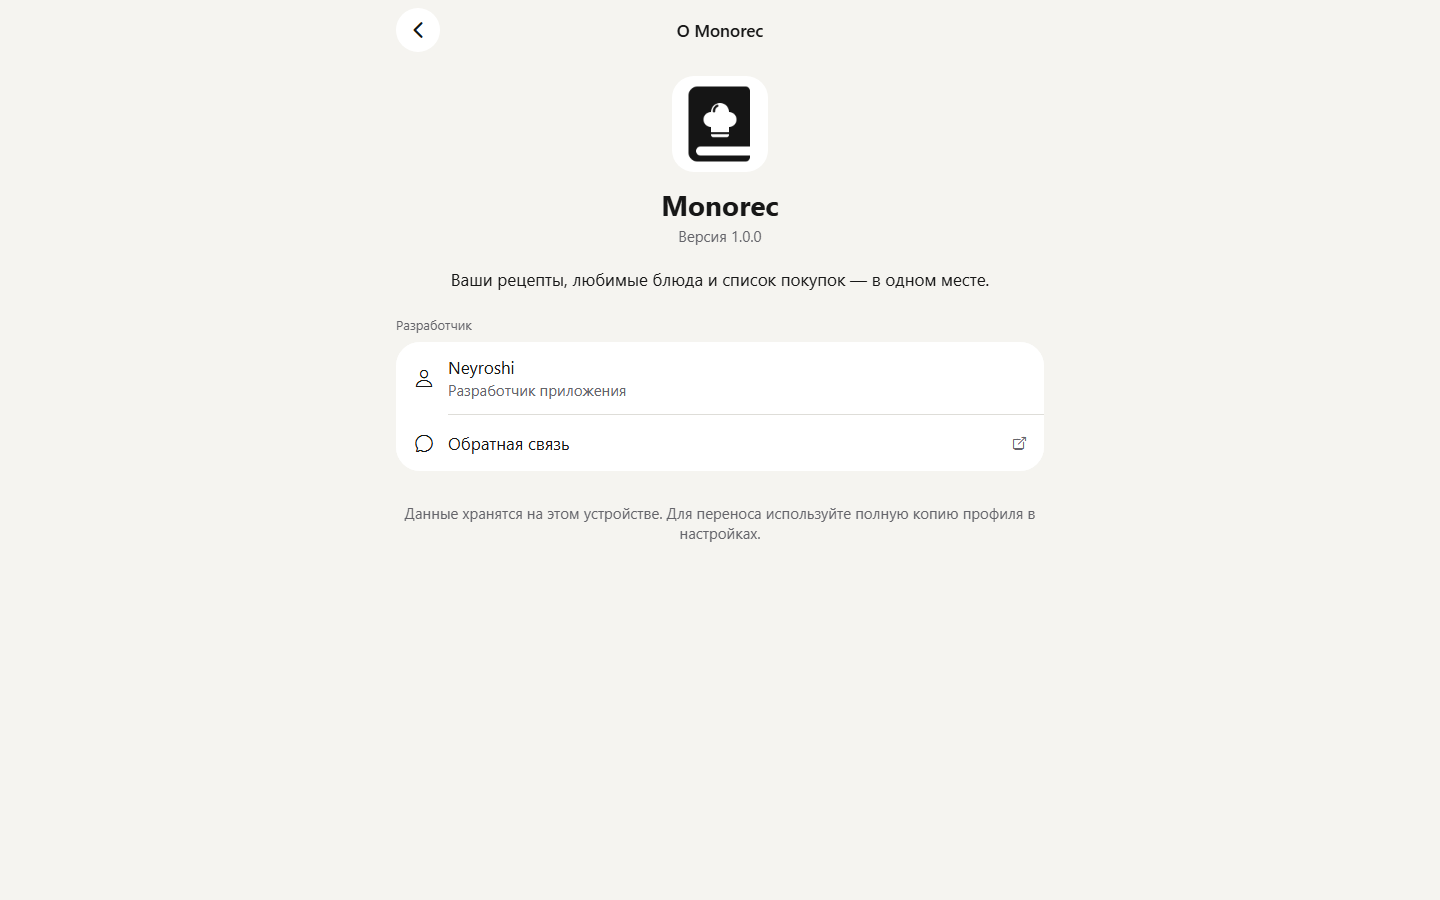 О Monorec
Monorec
Версия 1.0.0
Ваши рецепты, любимые блюда и список покупок — в одном месте.
Разработчик
Neyroshi
Разработчик приложения
Обратная связь
Данные хранятся на этом устройстве. Для переноса используйте полную копию профиля в
настройках.